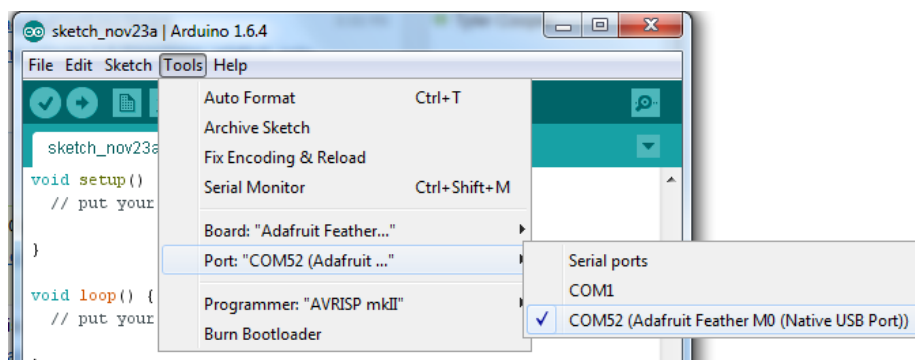 sketch_nov23a | Arduino 1.6.4
File Edit Sketch Tools Help
Auto Format Ctrl+T
Archive Sketch
sketch_nov23a
Fix Encoding & Reload
void setup()
Serial Monitor Ctrl+Shift+M
// put your
Board: "Adafruit Feather..."
}
Port: "COM52 (Adafruit ..."
Serial ports
COM1
void loop() {
Programmer: "AVRISP mkII"
// put your
COM52 (Adafruit Feather M0 (Native USB Port))
Burn Bootloader